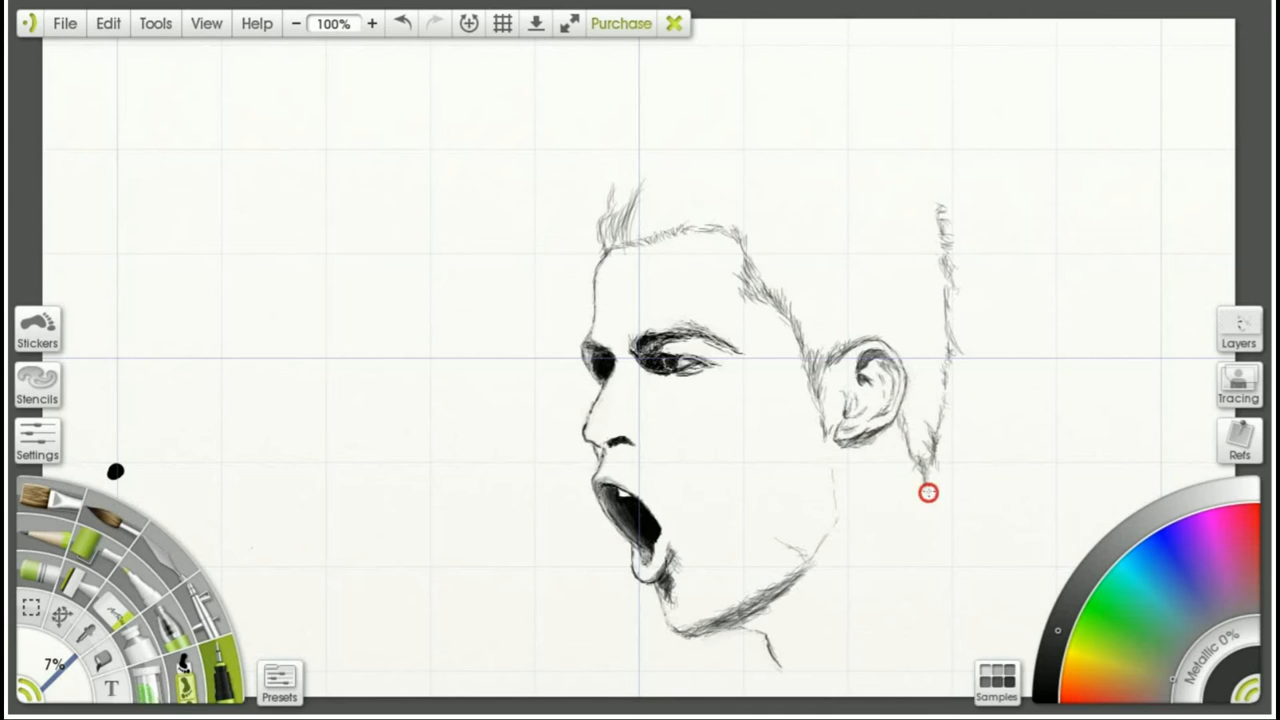 File Edit Tools View Help − 100% + Purchase
Stickers
Stencils
Settings
Layers
Tracing
Refs
7%
T
Presets
Samples
Metallic 0%